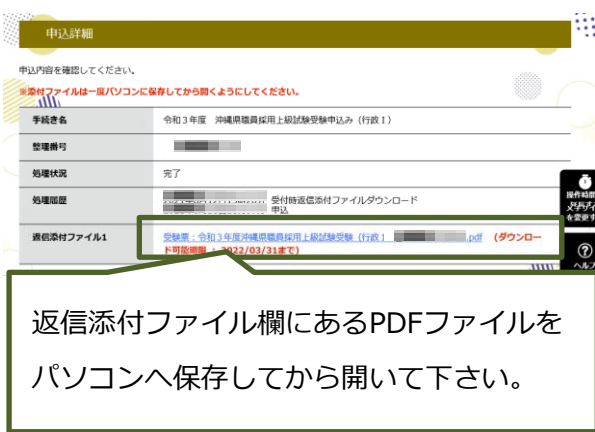 申込詳細
申込内容を確認してください。
※添付ファイルは一度パソコンに保存してから開くようにしてください。
手続き名 令和３年度 沖縄県職員採用上級試験受験申込み（行政Ⅰ）
整理番号
処理状況 完了
処理履歴 受付時返信添付ファイルダウンロード
申込
返信添付ファイル1 受験票：令和３年度沖縄県職員採用上級試験受験（行政1 .pdf (ダウンロー
ド可能期限 : 2022/03/31まで)
操作時間
文字サイ
を変更す
ヘルプ
返信添付ファイル欄にあるPDFファイルを
パソコンへ保存してから開いて下さい。